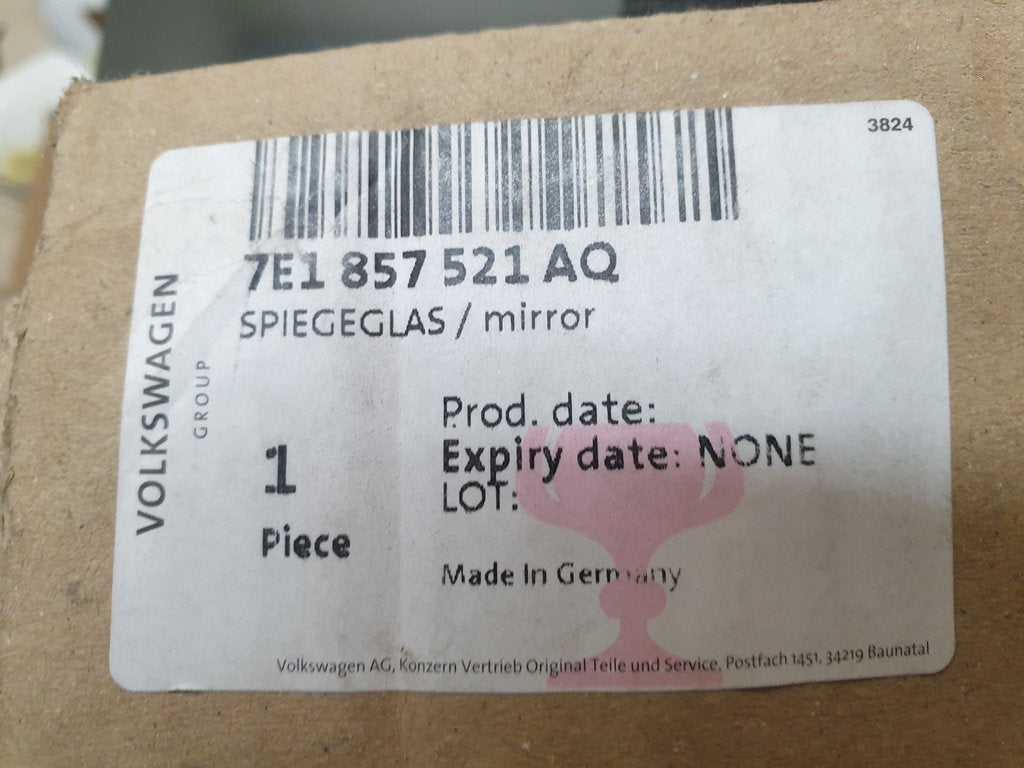 3824
7E1 857 521 AQ
SPIEGEGLAS / mirror
VOLKSWAGEN
GROUP
Prod. date:
Expiry date: NONE
LOT:
1
Piece
Made In Germany
Volkswagen AG, Konzern Vertrieb Original Teile und Service, Postfach 1451, 34219 Baunatal